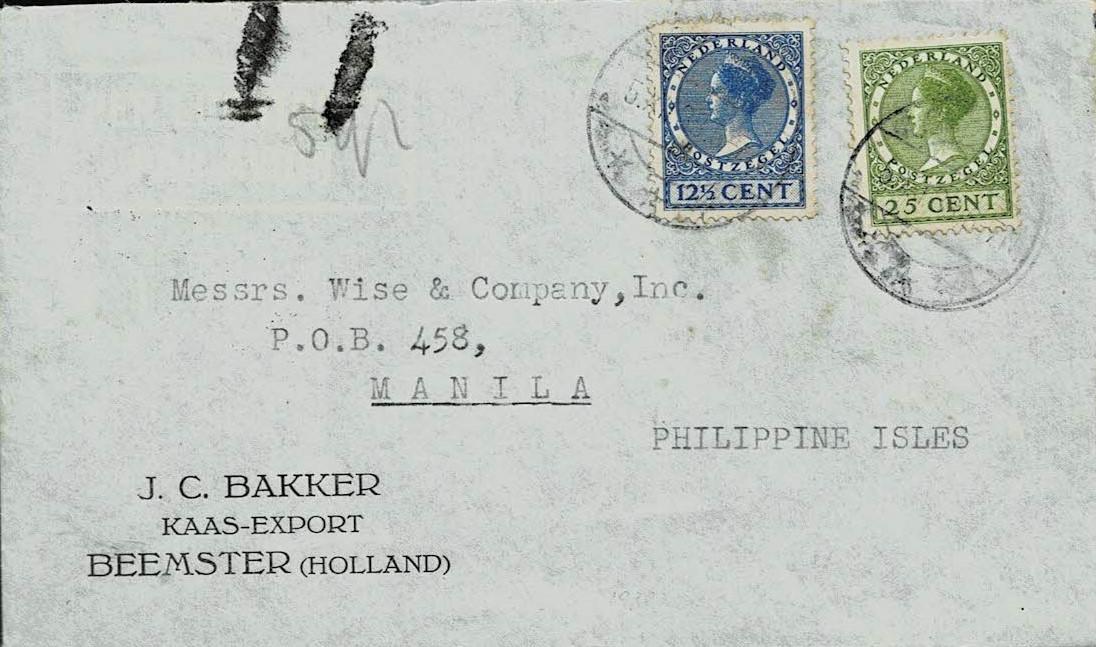 NEDERLAND
POSTZEGEL
12½ CENT
NEDERLAND
POSTZEGEL
25 CENT
Messrs. Wise & Company, Inc.
P.O.B. 458,
MANILA
PHILIPPINE ISLES
J. C. BAKKER
KAAS-EXPORT
BEEMSTER (HOLLAND)